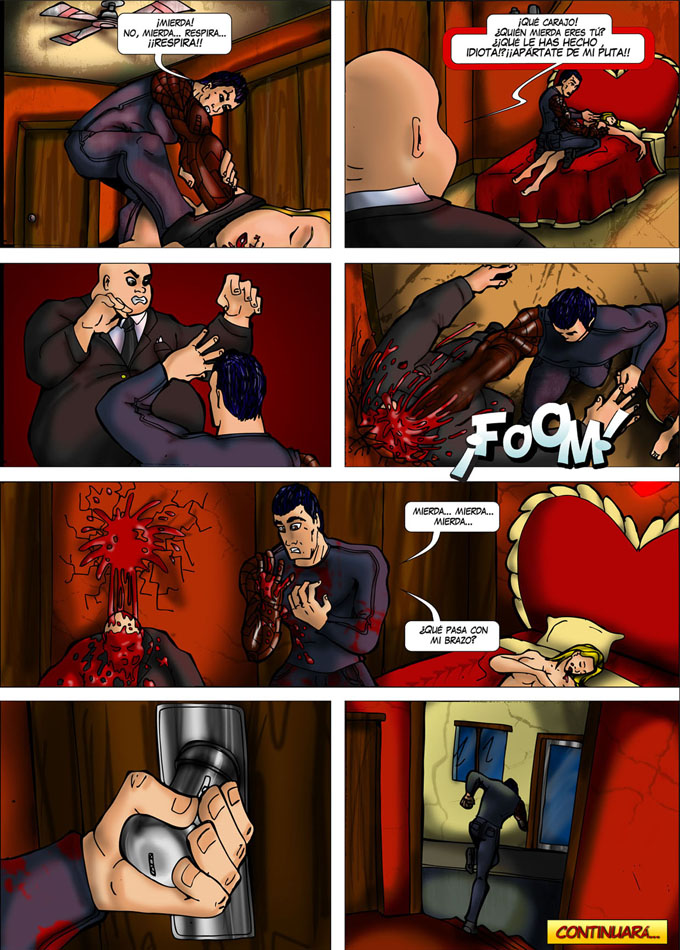 ¡MIERDA!
NO, MIERDA... RESPIRA...
¡¡RESPIRA!!
¡QUÉ CARAJO!
¿QUIÉN MIERDA ERES TÚ?
¿¡QUÉ LE HAS HECHO ,
IDIOTA!?¡¡APÁRTATE DE MI PUTA!!
¡FOOM!
MIERDA... MIERDA...
MIERDA...
¿QUÉ PASA CON
MI BRAZO?
CONTINUARÁ...